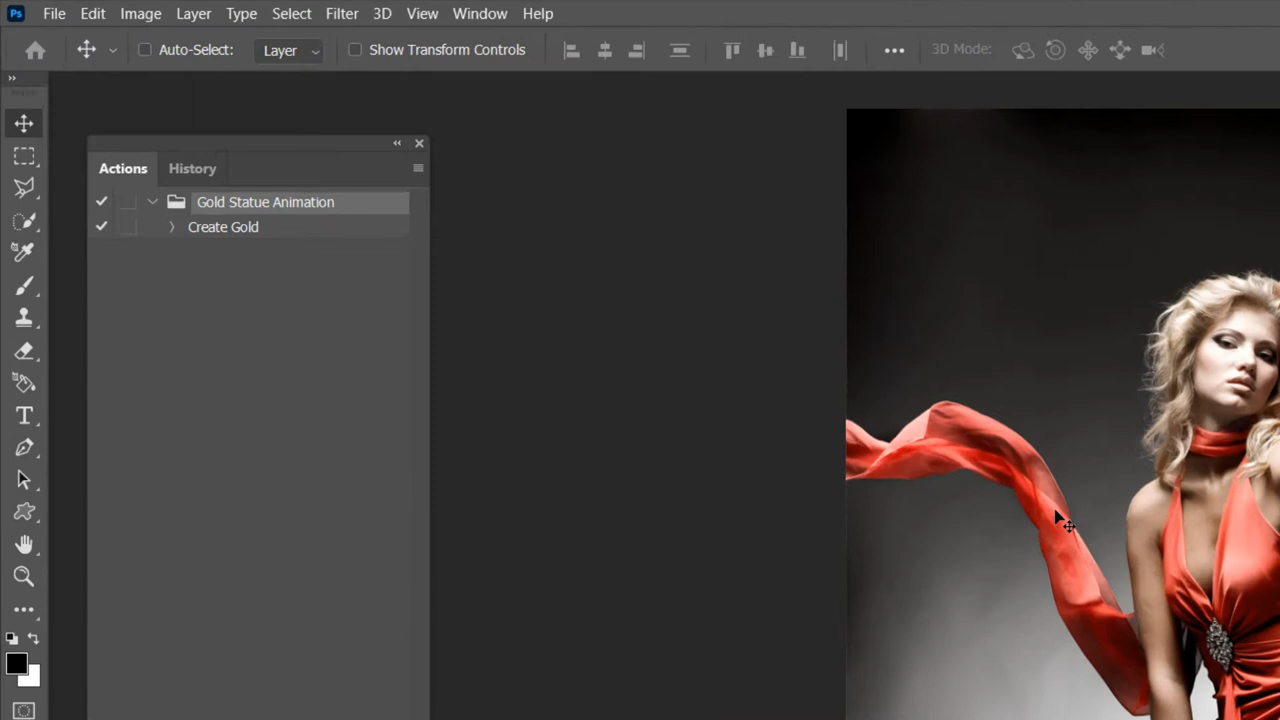 Ps File Edit Image Layer Type Select Filter 3D View Window Help
Auto-Select: Layer Show Transform Controls 3D Mode:
Actions History
Gold Statue Animation
Create Gold